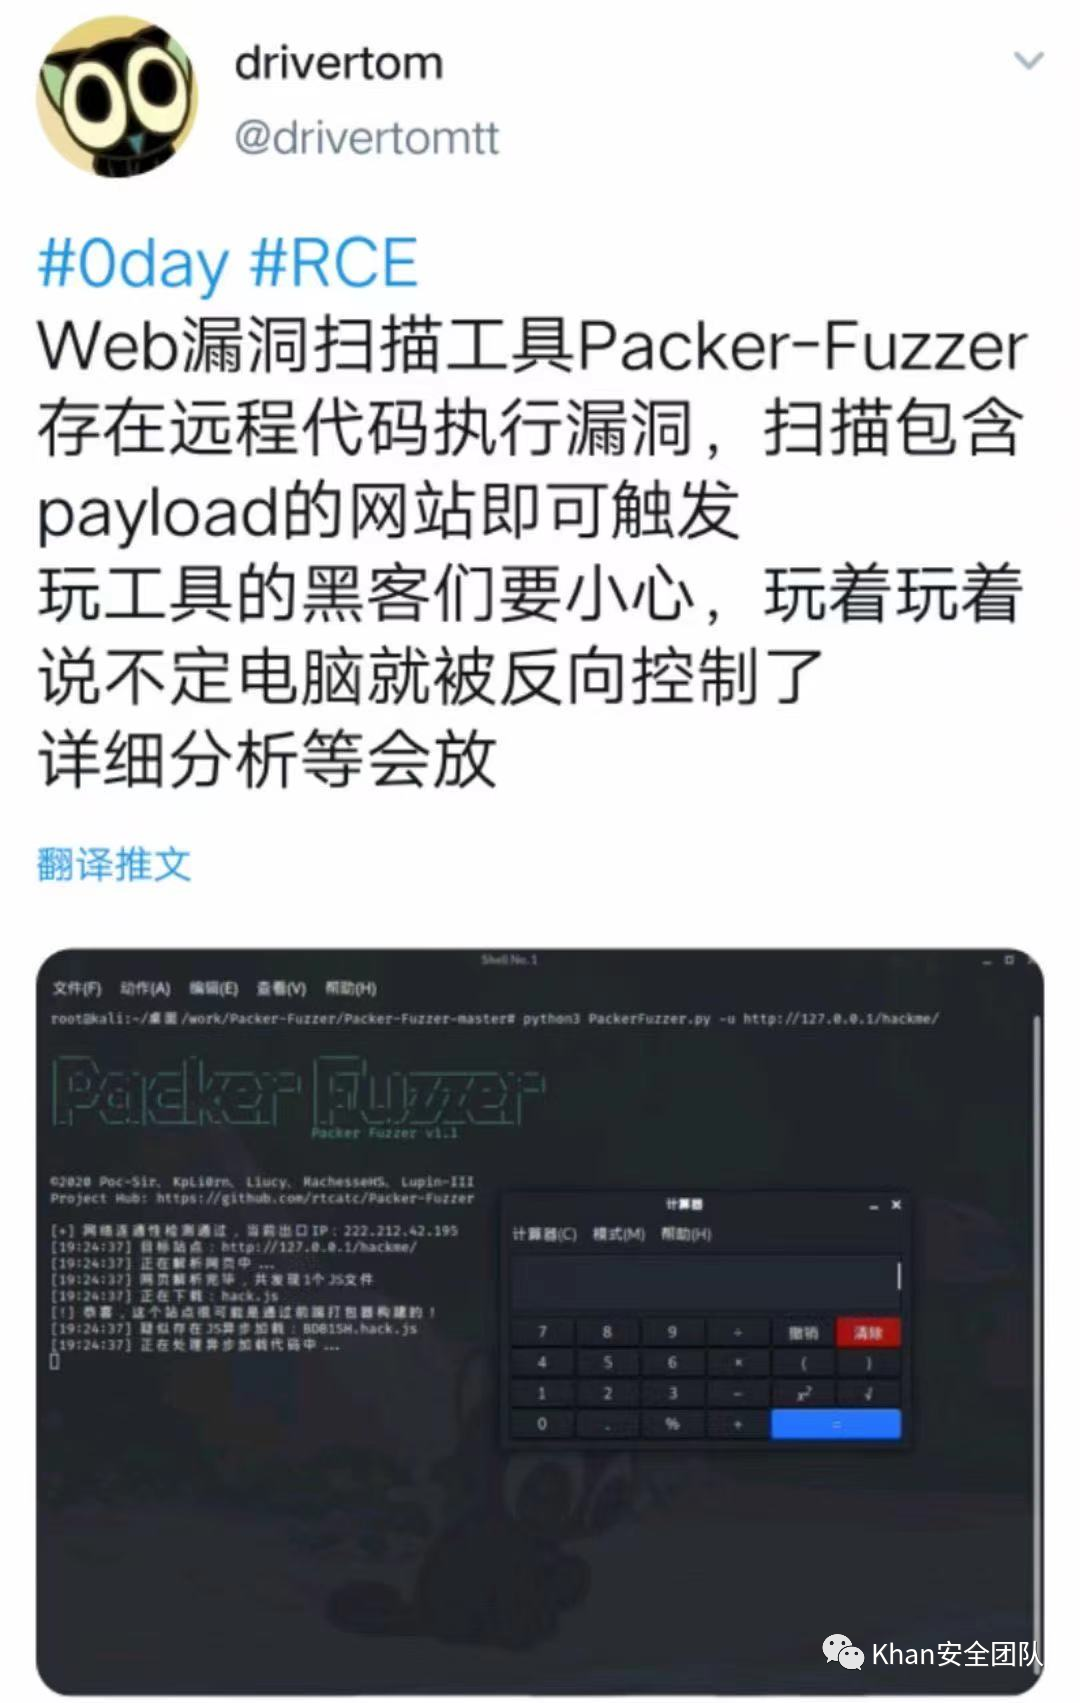 drivertom
@drivertomtt
#0day #RCE
Web漏洞扫描工具Packer-Fuzzer
存在远程代码执行漏洞，扫描包含
payload的网站即可触发
玩工具的黑客们要小心，玩着玩着
说不定电脑就被反向控制了
详细分析等会放
翻译推文
Shell No. 1
文件(F) 动作(A) 编辑(E) 查看(V) 帮助(H)
root@kali:~/桌面/work/Packer-Fuzzer/Packer-Fuzzer-master# python3 PackerFuzzer.py -u http://127.0.0.1/hackme/
Packer Fuzzer
Packer Fuzzer v1.1
©2020 Poc-Sir、KpLi0rn、Liucy、RachesseHS、Lupin-III
Project Hub: https://github.com/rtcatc/Packer-Fuzzer
[+] 网络连通性检测通过，当前出口IP：222.212.42.195
[19:24:37] 目标站点：http://127.0.0.1/hackme/
[19:24:37] 正在解析网页中 ...
[19:24:37] 网页解析完毕，共发现1个JS文件
[19:24:37] 正在下载：hack.js
[!] 恭喜，这个站点很可能是通过前端打包器构建的！
[19:24:37] 疑似存在JS异步加载：BDB1SH.hack.js
[19:24:37] 正在处理异步加载代码中 ...
计算器
计算器(C) 模式(M) 帮助(H)
7 8 9 ÷ 撤销 清除
4 5 6 × ( )
1 2 3 − x² √
0 . % + =
Khan安全团队